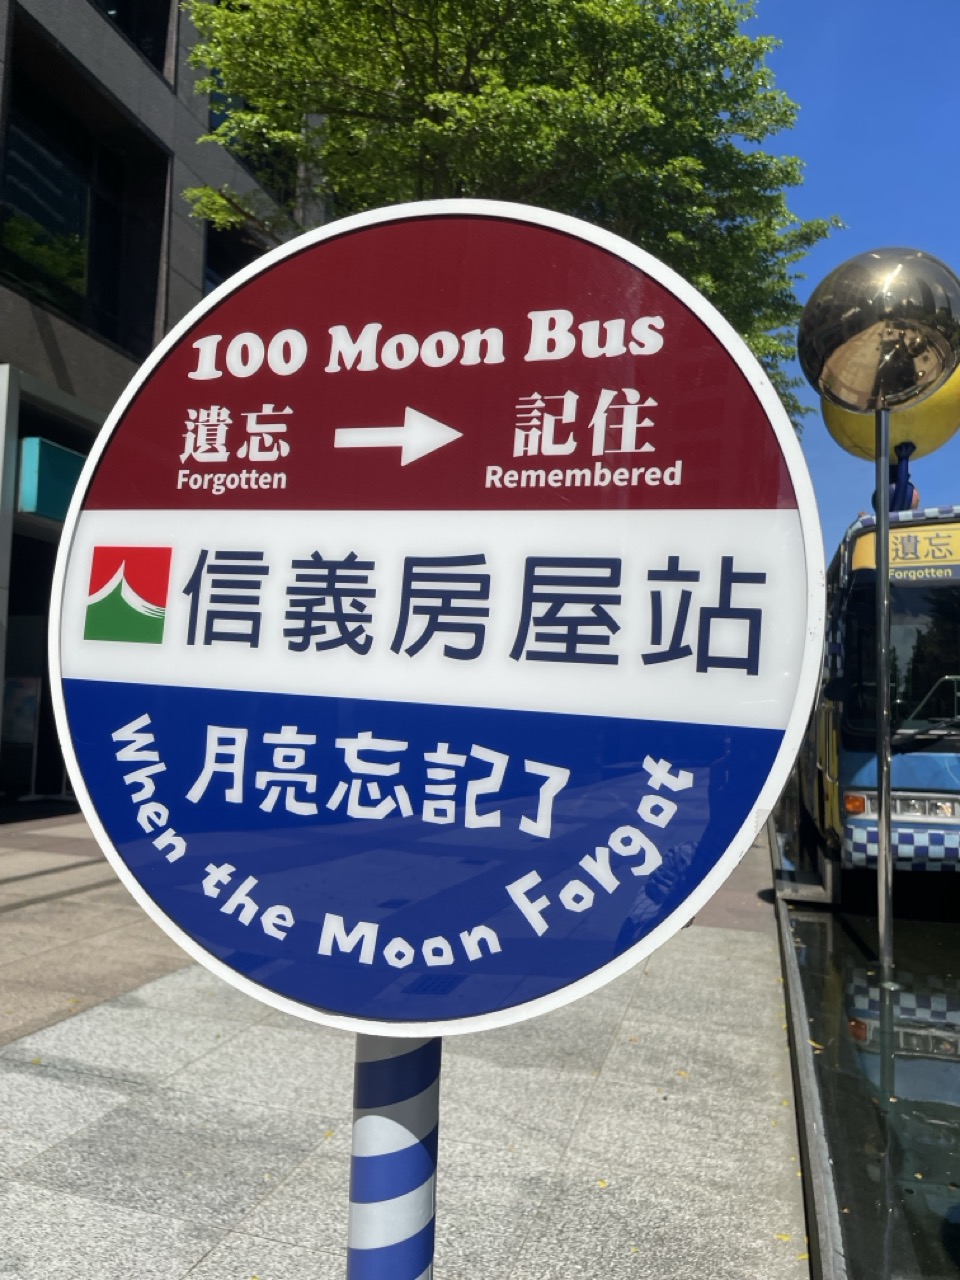 100 Moon Bus
遺忘 → 記住
Forgotten Remembered
信義房屋站
月亮忘記了
When the Moon Forgot
遺忘
Forgotten